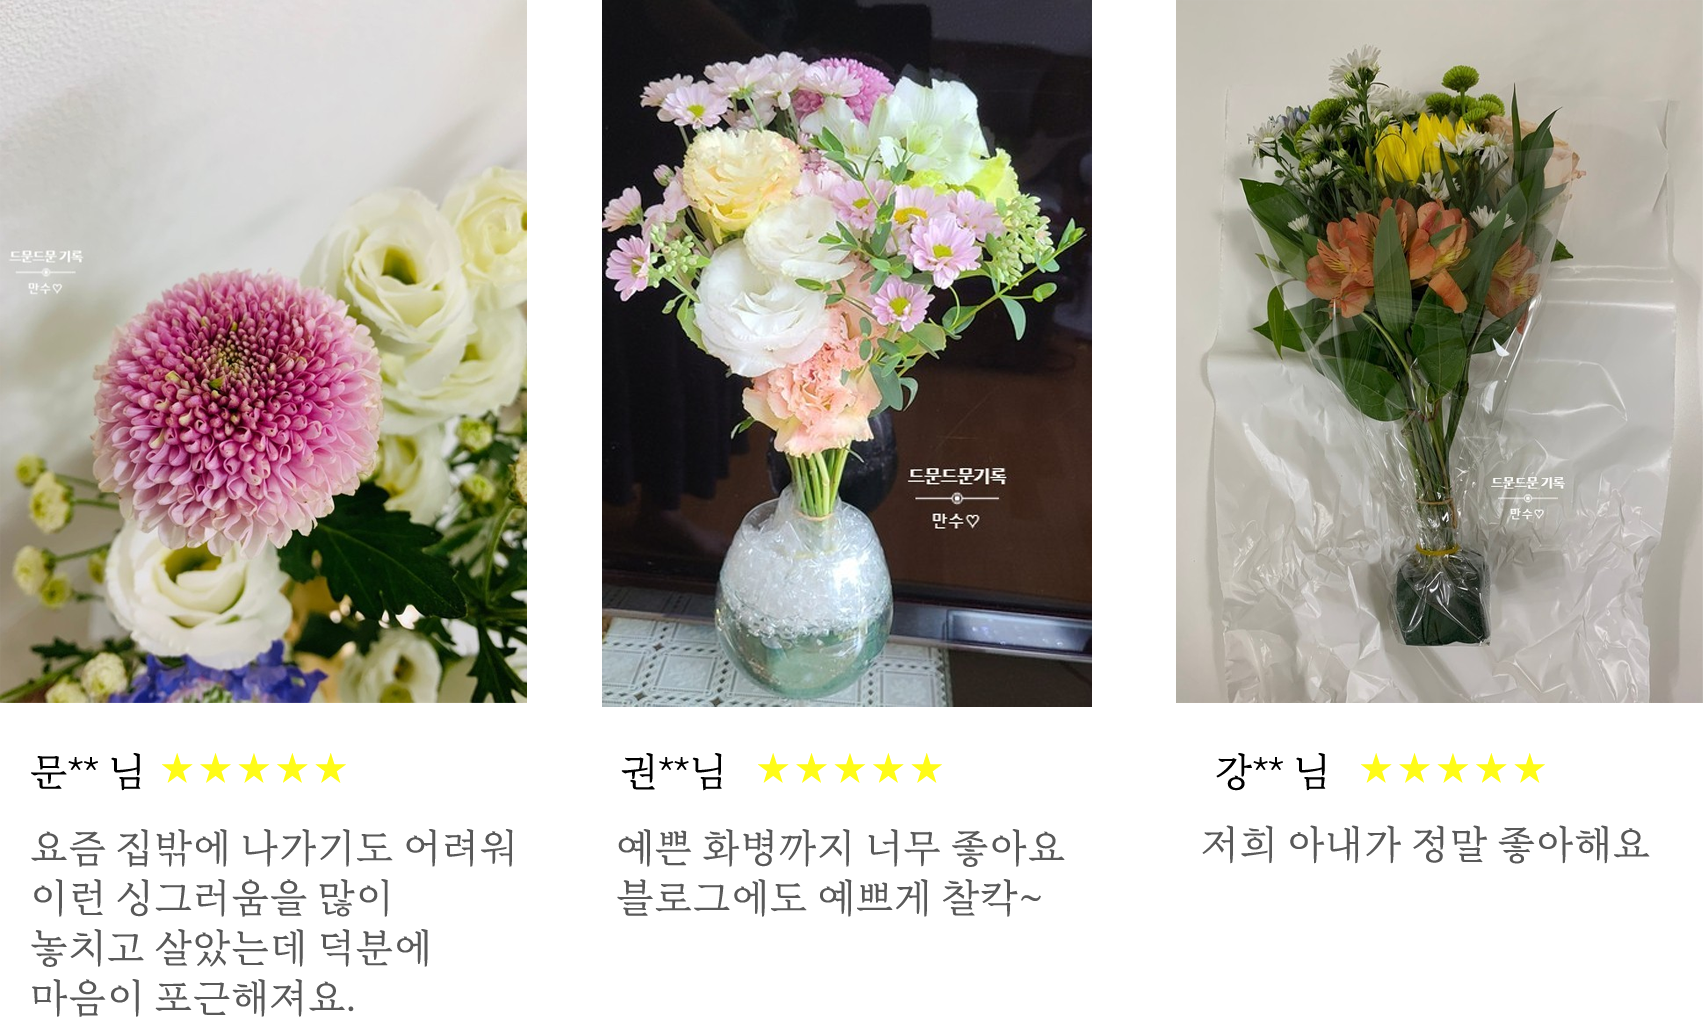 드문드문 기록
만수♡
드문드문기록
만수♡
드문드문 기록
만수♡
문** 님 ★★★★★
요즘 집밖에 나가기도 어려워
이런 싱그러움을 많이
놓치고 살았는데 덕분에
마음이 포근해져요.
권**님 ★★★★★
예쁜 화병까지 너무 좋아요
블로그에도 예쁘게 찰칵~
강** 님 ★★★★★
저희 아내가 정말 좋아해요